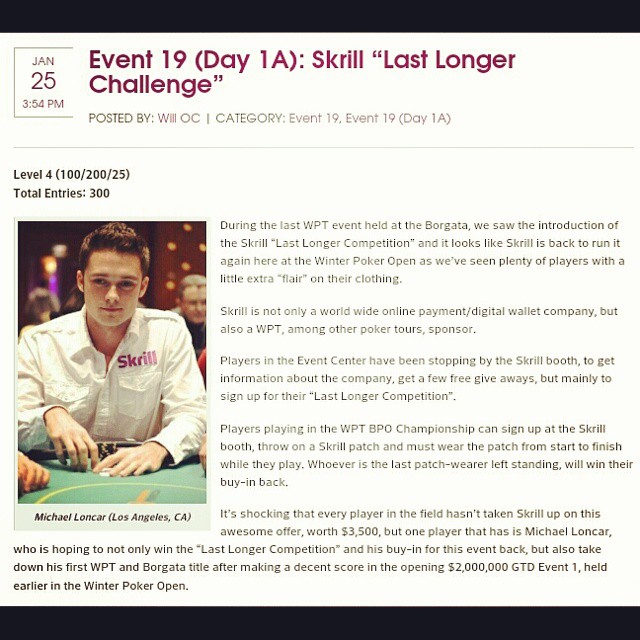 JAN
25
3:54 PM
Event 19 (Day 1A): Skrill “Last Longer
Challenge”
POSTED BY: Will OC | CATEGORY: Event 19, Event 19 (Day 1A)
Level 4 (100/200/25)
Total Entries: 300
During the last WPT event held at the Borgata, we saw the introduction of
the Skrill “Last Longer Competition” and it looks like Skrill is back to run it
again here at the Winter Poker Open as we’ve seen plenty of players with a
little extra “flair” on their clothing.
Skrill is not only a world wide online payment/digital wallet company, but
also a WPT, among other poker tours, sponsor.
Players in the Event Center have been stopping by the Skrill booth, to get
information about the company, get a few free give aways, but mainly to
sign up for their “Last Longer Competition”.
Players playing in the WPT BPO Championship can sign up at the Skrill
booth, throw on a Skrill patch and must wear the patch from start to finish
while they play. Whoever is the last patch-wearer left standing, will win their
buy-in back.
It’s shocking that every player in the field hasn’t taken Skrill up on this
awesome offer, worth $3,500, but one player that has is Michael Loncar,
who is hoping to not only win the “Last Longer Competition” and his buy-in for this event back, but also take
down his first WPT and Borgata title after making a decent score in the opening $2,000,000 GTD Event 1, held
earlier in the Winter Poker Open.
Skrill
Michael Loncar (Los Angeles, CA)